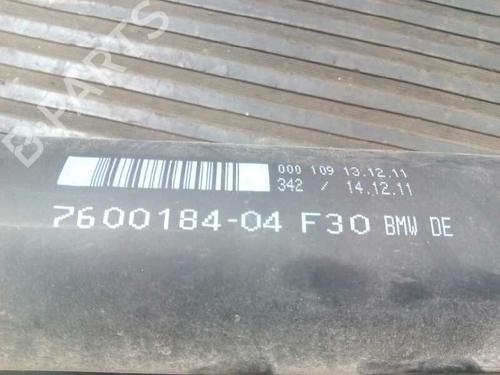 B-PARTS
000 109 13.12.11
342 / 14.12.11
7600184-04 F30 BMW DE